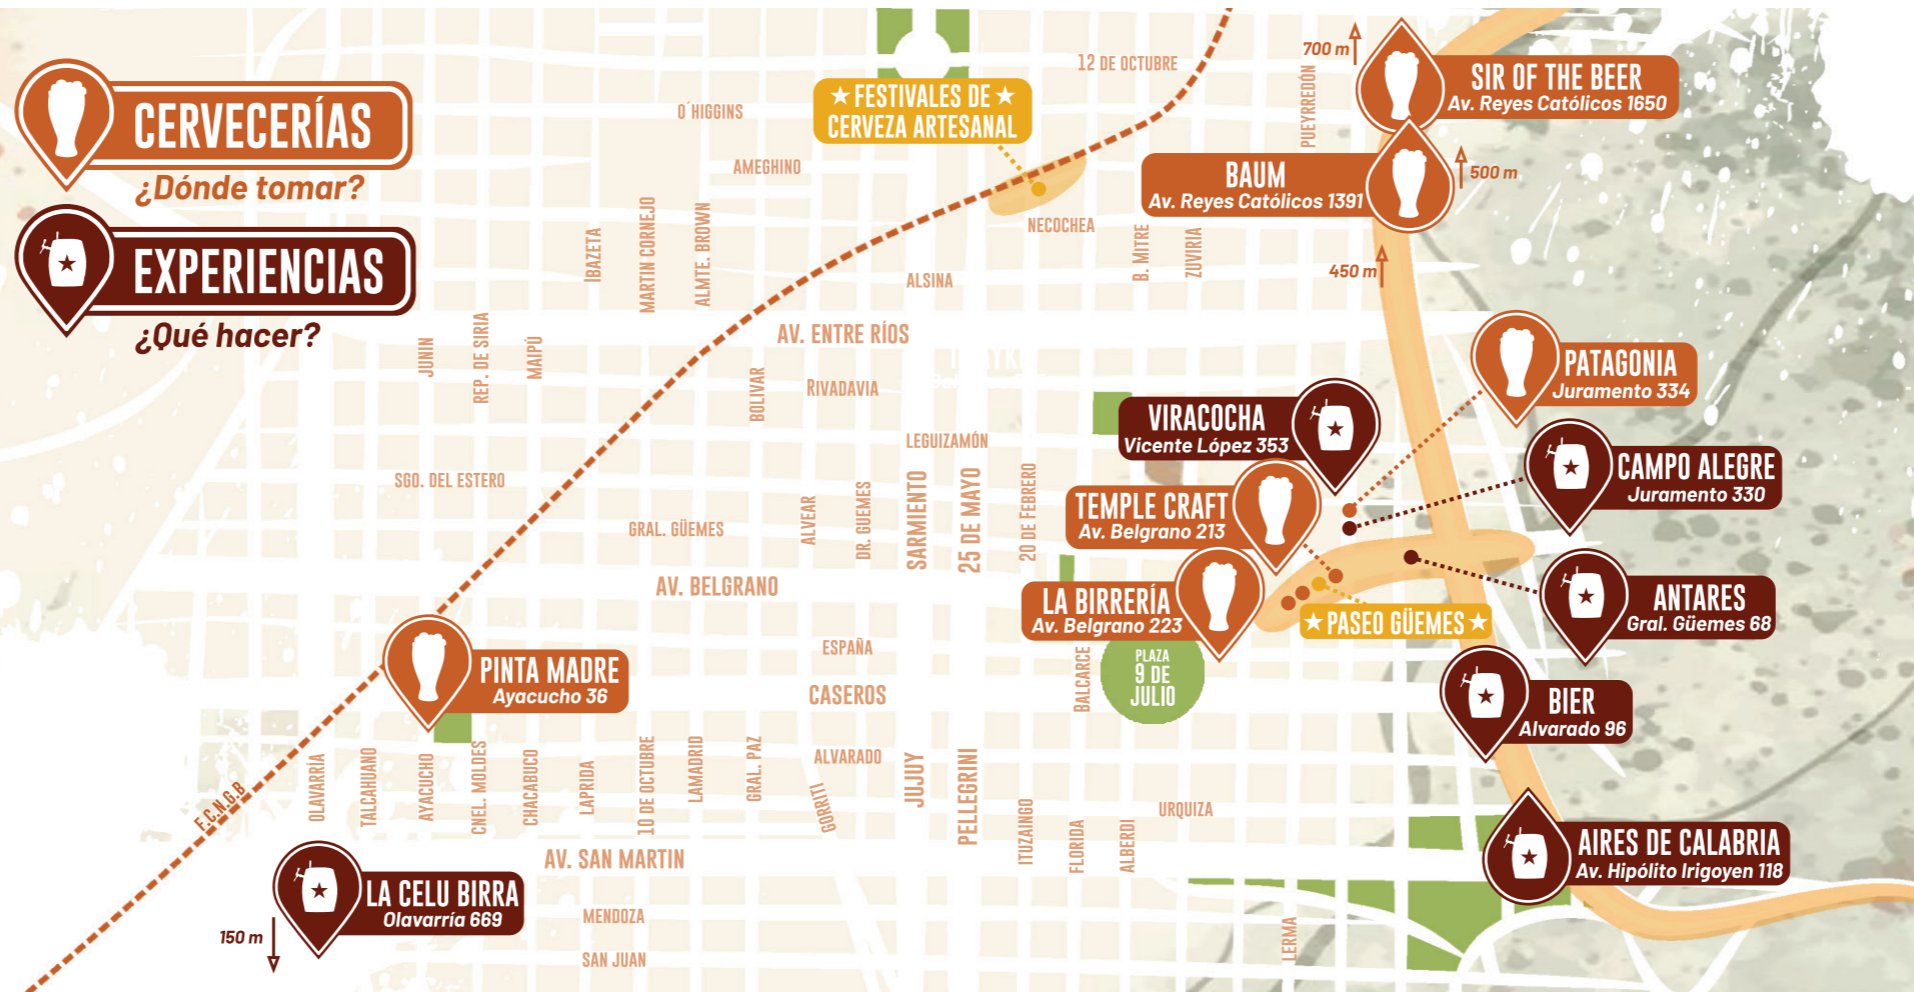 CERVECERÍAS
¿Dónde tomar?
EXPERIENCIAS
¿Qué hacer?
★ FESTIVALES DE ★
CERVEZA ARTESANAL
12 DE OCTUBRE
O´HIGGINS
AMEGHINO
NECOCHEA
ALSINA
AV. ENTRE RÍOS
RIVADAVIA
LEGUIZAMÓN
SGO. DEL ESTERO
GRAL. GÜEMES
AV. BELGRANO
ESPAÑA
CASEROS
ALVARADO
URQUIZA
AV. SAN MARTIN
MENDOZA
SAN JUAN
IBAZETA
MARTIN CORNEJO
ALMTE. BROWN
JUNIN
REP. DE SIRIA
MAIPÚ
BOLIVAR
ALVEAR
DR. GUEMES
SARMIENTO
25 DE MAYO
20 DE FEBRERO
B. MITRE
ZUVIRIA
PUEYRREDÓN
BALCARCE
700 m
SIR OF THE BEER
Av. Reyes Católicos 1650
BAUM
Av. Reyes Católicos 1391
500 m
450 m
PATAGONIA
Juramento 334
VIRACOCHA
Vicente López 353
CAMPO ALEGRE
Juramento 330
TEMPLE CRAFT
Av. Belgrano 213
LA BIRRERÍA
Av. Belgrano 223
★ PASEO GÜEMES ★
ANTARES
Gral. Güemes 68
PLAZA
9 DE
JULIO
BIER
Alvarado 96
PINTA MADRE
Ayacucho 36
AIRES DE CALABRIA
Av. Hipólito Irigoyen 118
LA CELU BIRRA
Olavarría 669
150 m
F.C.N.G.B
OLAVARRÍA
TALCAHUANO
AYACUCHO
CNEL. MOLDES
CHACABUCO
LAPRIDA
10 DE OCTUBRE
LAMADRID
GRAL. PAZ
GORRITI
JUJUY
PELLEGRINI
ITUZAINGO
FLORIDA
ALBERDI
LERMA